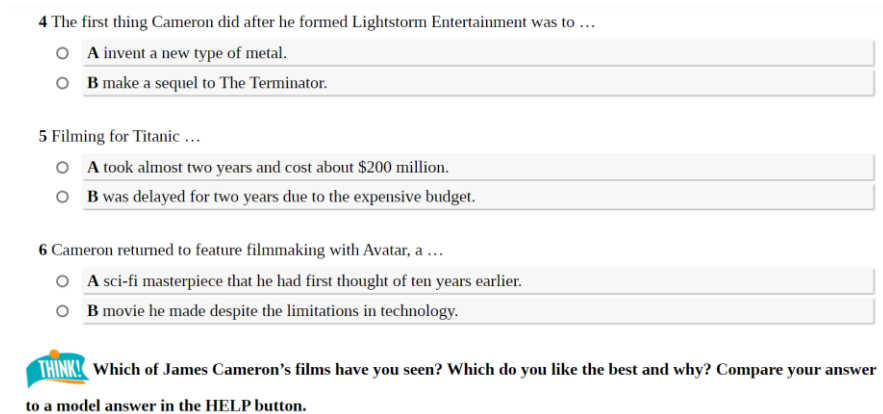 4 The first thing Cameron did after he formed Lightstorm Entertainment was to …
A invent a new type of metal.
B make a sequel to The Terminator.
5 Filming for Titanic …
A took almost two years and cost about $200 million.
B was delayed for two years due to the expensive budget.
6 Cameron returned to feature filmmaking with Avatar, a …
A sci-fi masterpiece that he had first thought of ten years earlier.
B movie he made despite the limitations in technology.
THINK! Which of James Cameron’s films have you seen? Which do you like the best and why? Compare your answer
to a model answer in the HELP button.